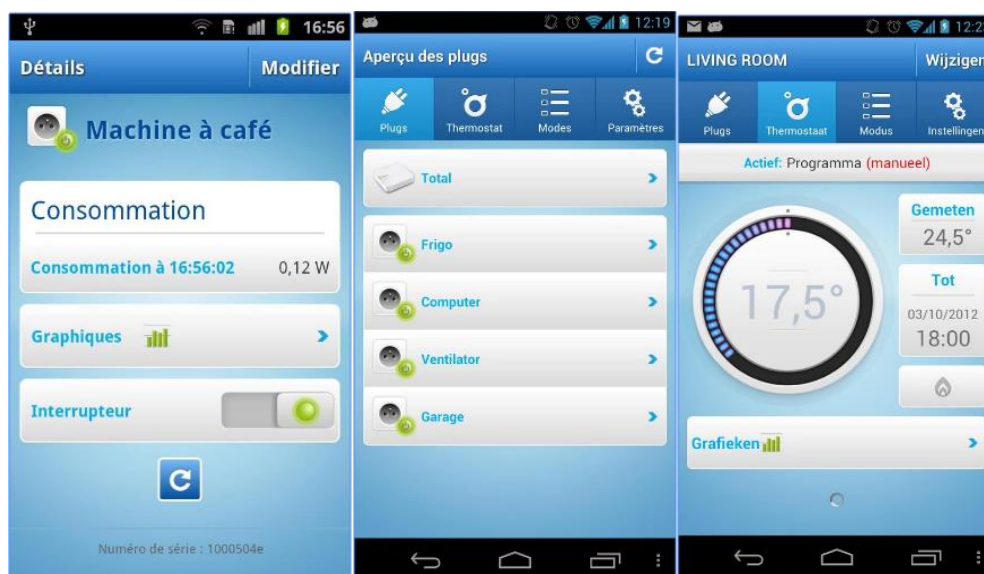 16:56
Détails Modifier
Machine à café
Consommation
Consommation à 16:56:02 0,12 W
Graphiques
Interrupteur
Numéro de série : 1000504e
12:19
Aperçu des plugs
Plugs Thermostat Modes Paramètres
Total
Frigo
Computer
Ventilator
Garage
LIVING ROOM Wijzigen
Plugs Thermostaat Modus Instellingen
Actief: Programma (manueel)
17,5°
Gemeten
24,5°
Tot
03/10/2012
18:00
Grafieken